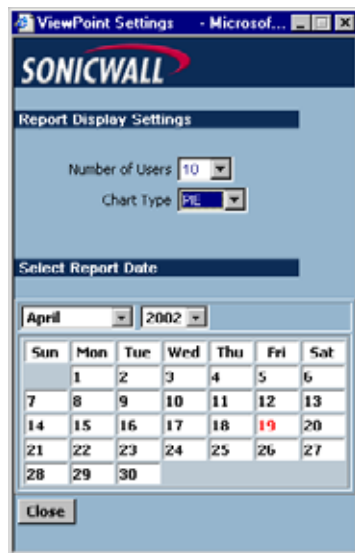 ViewPoint Settings - Microsof...
SONICWALL
Report Display Settings
Number of Users 10
Chart Type PIE
Select Report Date
April 2002
Sun Mon Tue Wed Thu Fri Sat
1 2 3 4 5 6
7 8 9 10 11 12 13
14 15 16 17 18 19 20
21 22 23 24 25 26 27
28 29 30
Close